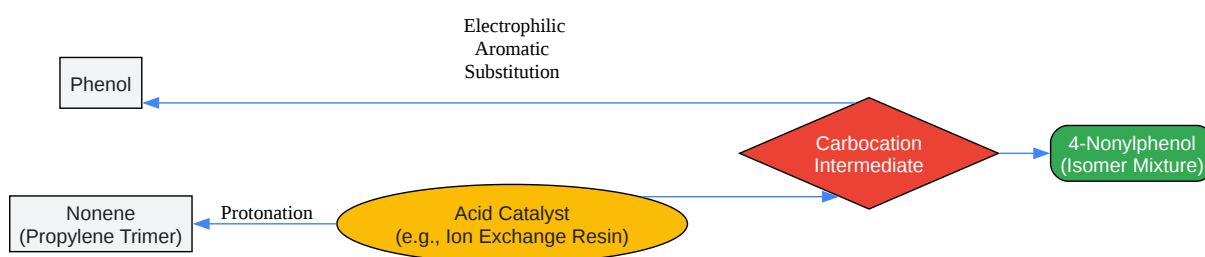 Electrophilic
Aromatic
Substitution
Phenol
Carbocation
Intermediate
4-Nonylphenol
(Isomer Mixture)
Nonene
(Propylene Trimer)
Protonation
Acid Catalyst
(e.g., Ion Exchange Resin)